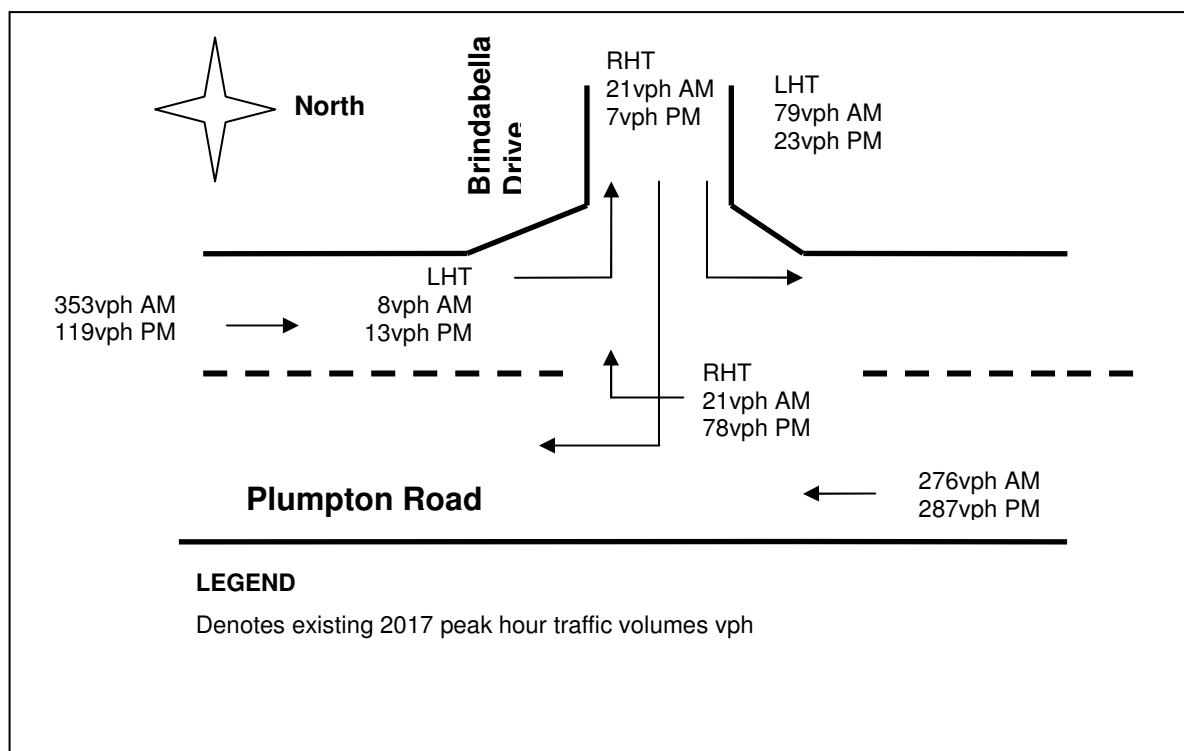 RHT
21vph AM
7vph PM
LHT
79vph AM
23vph PM
North
Brindabella
Drive
LHT
8vph AM
13vph PM
353vph AM
119vph PM
RHT
21vph AM
78vph PM
276vph AM
287vph PM
Plumpton Road
LEGEND
Denotes existing 2017 peak hour traffic volumes vph